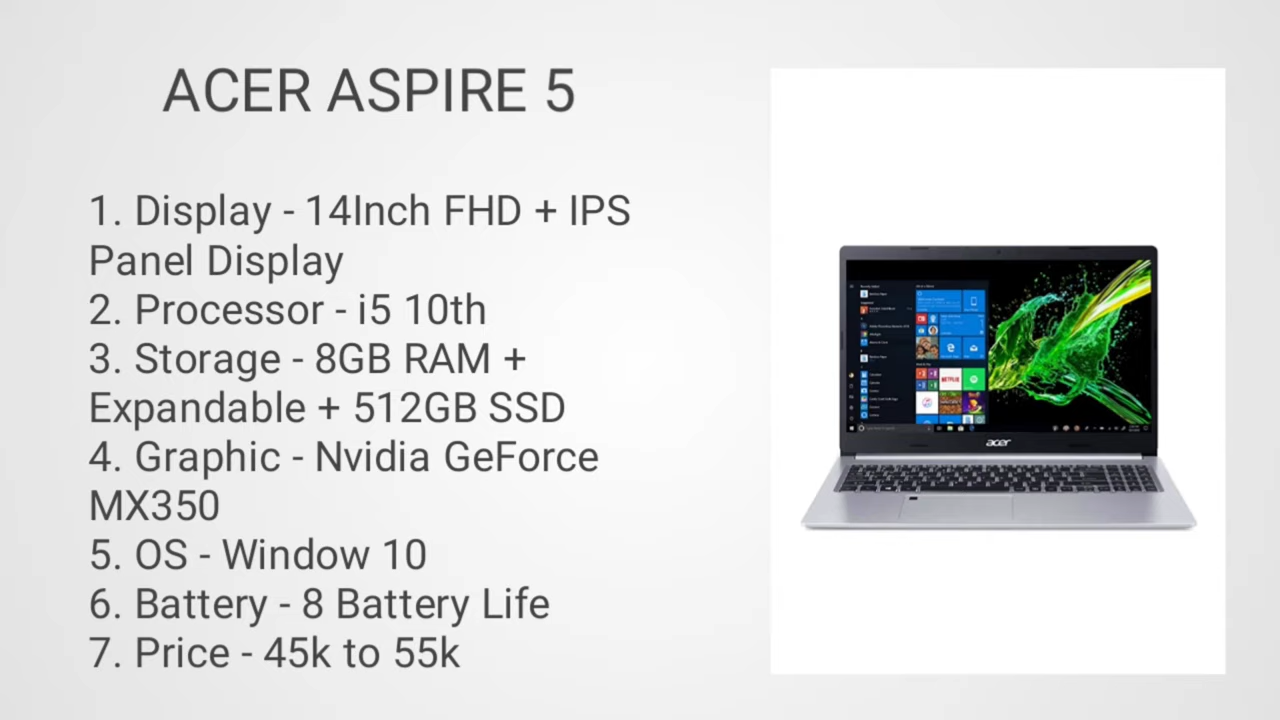 ACER ASPIRE 5
1. Display - 14Inch FHD + IPS
Panel Display
2. Processor - i5 10th
3. Storage - 8GB RAM +
Expandable + 512GB SSD
4. Graphic - Nvidia GeForce
MX350
5. OS - Window 10
6. Battery - 8 Battery Life
7. Price - 45k to 55k
NETFLIX
acer